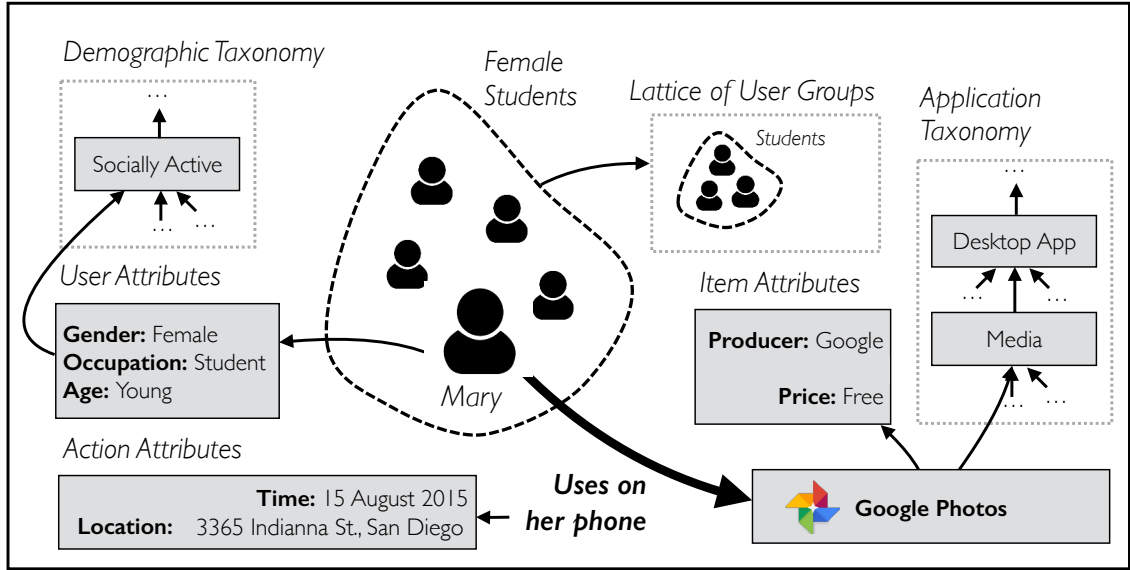 Demographic Taxonomy
...
Socially Active
...
...
Female
Students
Lattice of User Groups
Students
Application
Taxonomy
...
Desktop App
...
...
Media
...
...
User Attributes
Gender: Female
Occupation: Student
Age: Young
Mary
Item Attributes
Producer: Google
Price: Free
Action Attributes
Time: 15 August 2015
Location: 3365 Indianna St., San Diego
Uses on
her phone
Google Photos